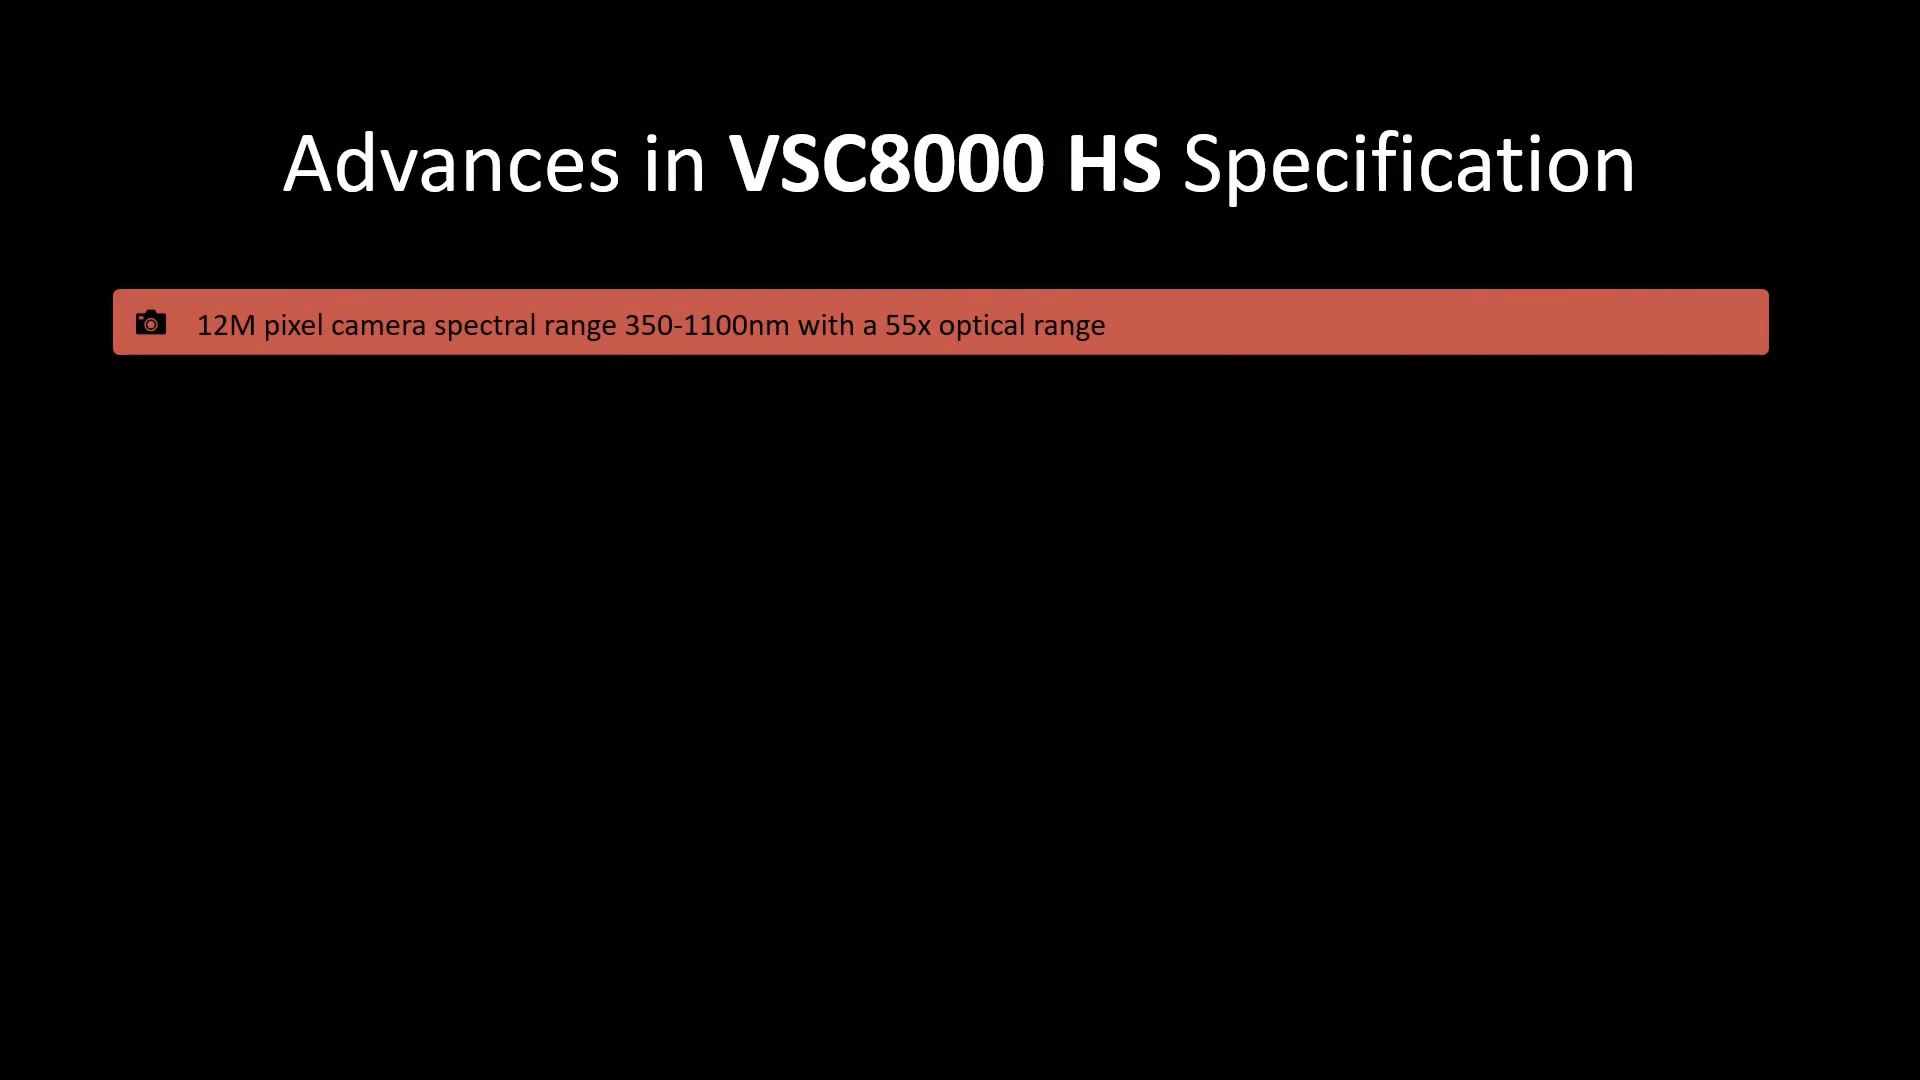 Advances in VSC8000 HS Specification
12M pixel camera spectral range 350-1100nm with a 55x optical range